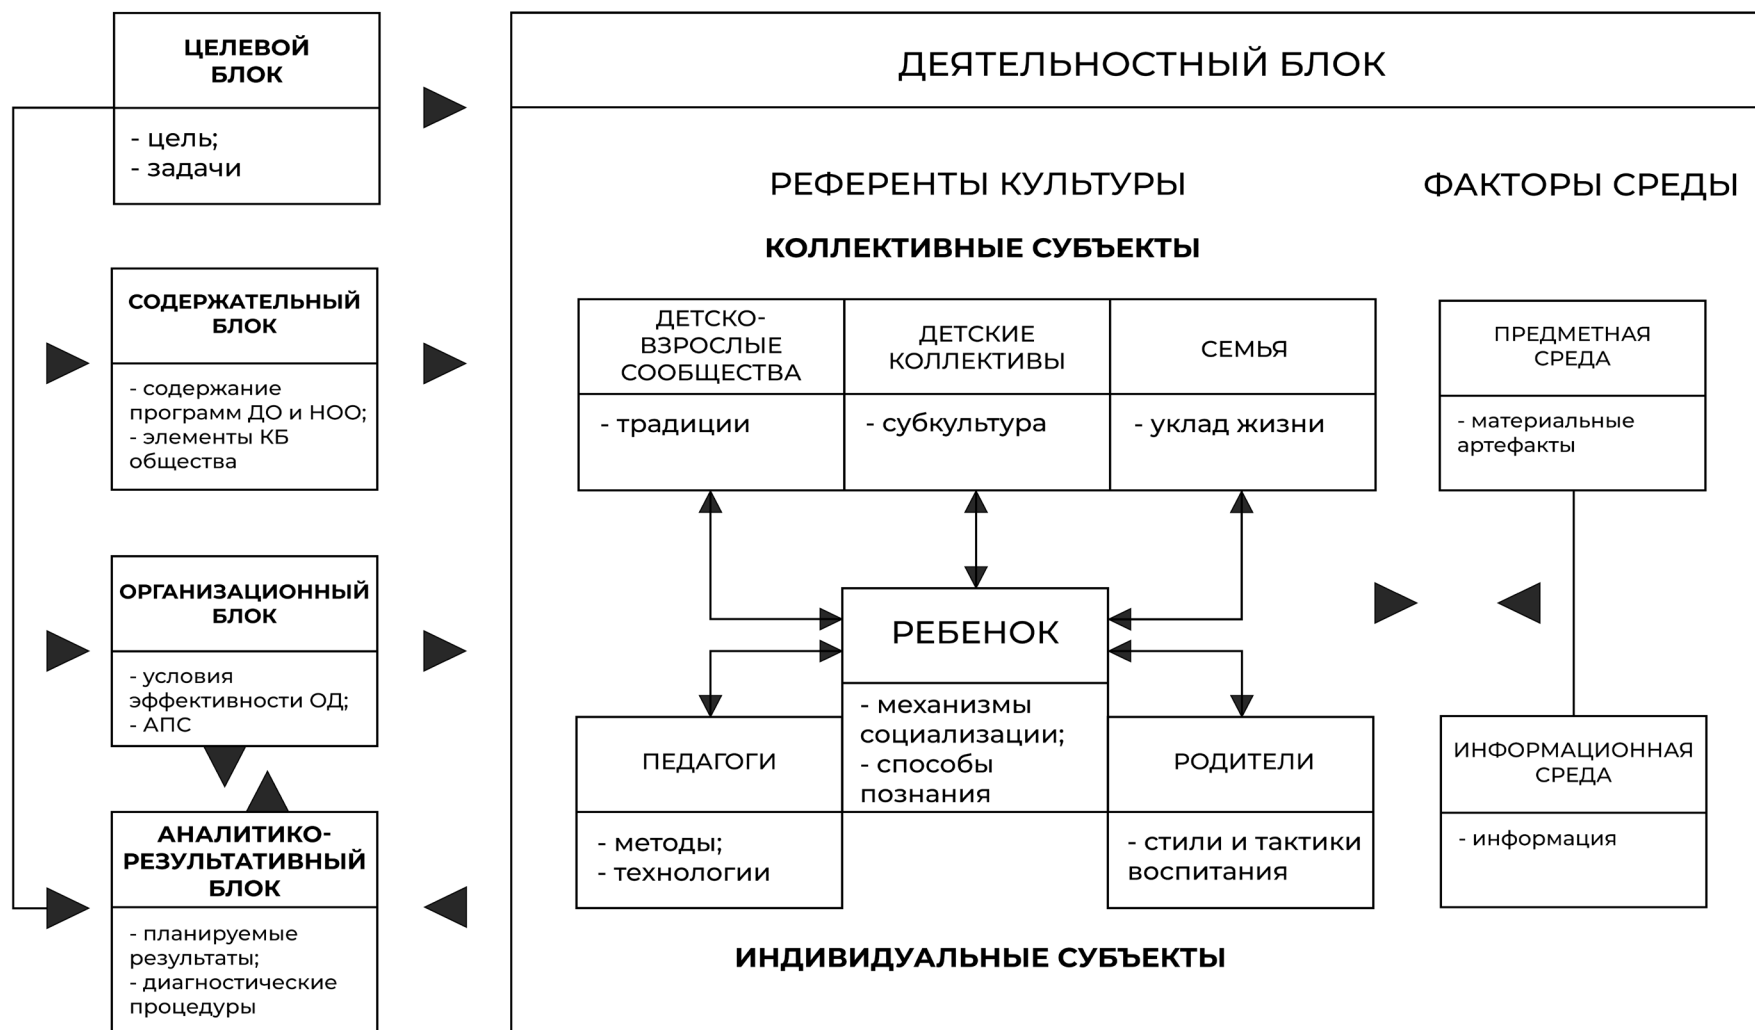 ЦЕЛЕВОЙ
БЛОК
- цель;
- задачи
СОДЕРЖАТЕЛЬНЫЙ
БЛОК
- содержание
программ ДО и НОО;
- элементы КБ
общества
ОРГАНИЗАЦИОННЫЙ
БЛОК
- условия
эффективности ОД;
- АПС
АНАЛИТИКО-
РЕЗУЛЬТАТИВНЫЙ
БЛОК
- планируемые
результаты;
- диагностические
процедуры
ДЕЯТЕЛЬНОСТНЫЙ БЛОК
РЕФЕРЕНТЫ КУЛЬТУРЫ
КОЛЛЕКТИВНЫЕ СУБЪЕКТЫ
ДЕТСКО-
ВЗРОСЛЫЕ
СООБЩЕСТВА
- традиции
ДЕТСКИЕ
КОЛЛЕКТИВЫ
- субкультура
СЕМЬЯ
- уклад жизни
РЕБЕНОК
- механизмы
социализации;
- способы
познания
ПЕДАГОГИ
- методы;
- технологии
РОДИТЕЛИ
- стили и тактики
воспитания
ИНДИВИДУАЛЬНЫЕ СУБЪЕКТЫ
ФАКТОРЫ СРЕДЫ
ПРЕДМЕТНАЯ
СРЕДА
- материальные
артефакты
ИНФОРМАЦИОННАЯ
СРЕДА
- информация